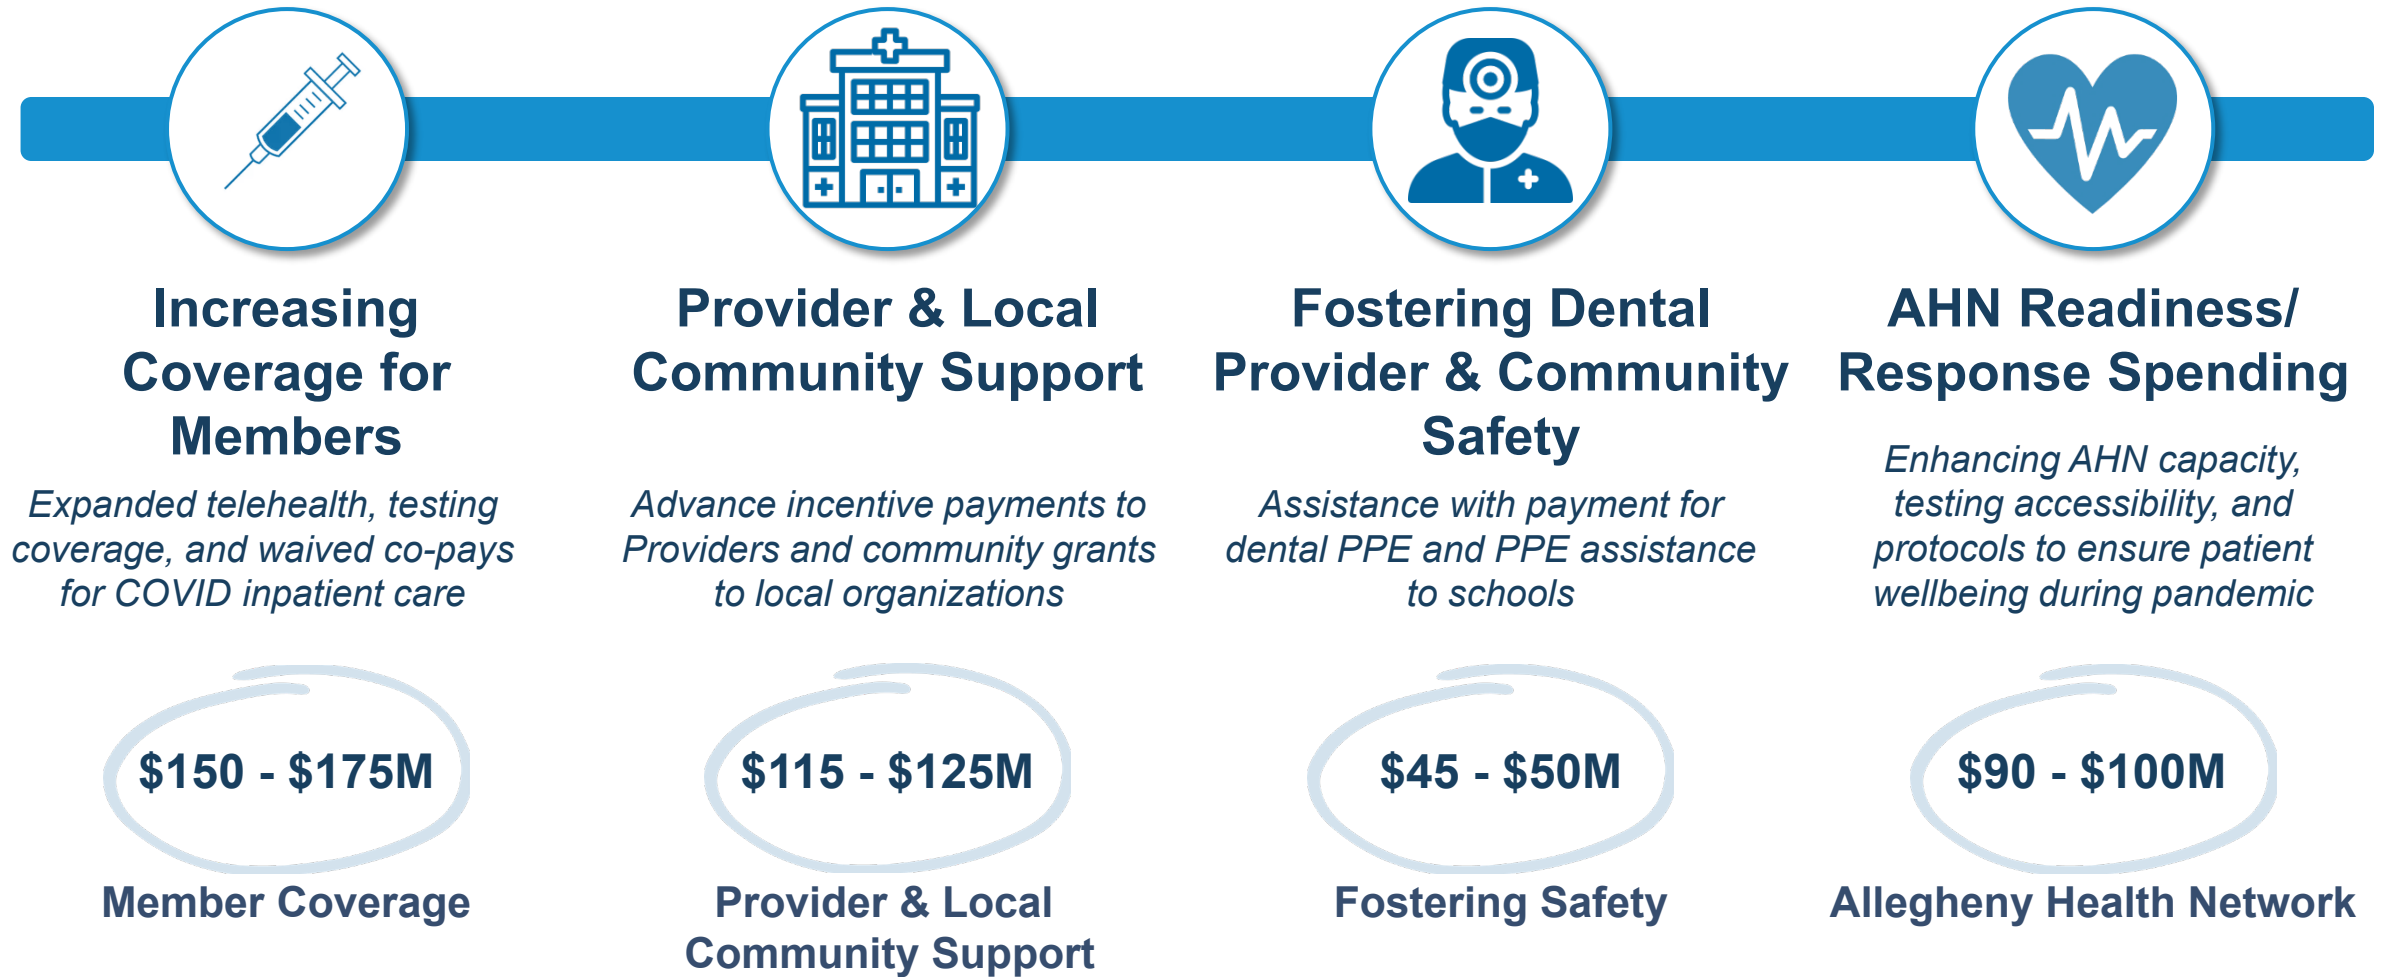 Increasing
Coverage for
Members
Expanded telehealth, testing
coverage, and waived co-pays
for COVID inpatient care
$150 - $175M
Member Coverage
Provider & Local
Community Support
Advance incentive payments to
Providers and community grants
to local organizations
$115 - $125M
Provider & Local
Community Support
Fostering Dental
Provider & Community
Safety
Assistance with payment for
dental PPE and PPE assistance
to schools
$45 - $50M
Fostering Safety
AHN Readiness/
Response Spending
Enhancing AHN capacity,
testing accessibility, and
protocols to ensure patient
wellbeing during pandemic
$90 - $100M
Allegheny Health Network